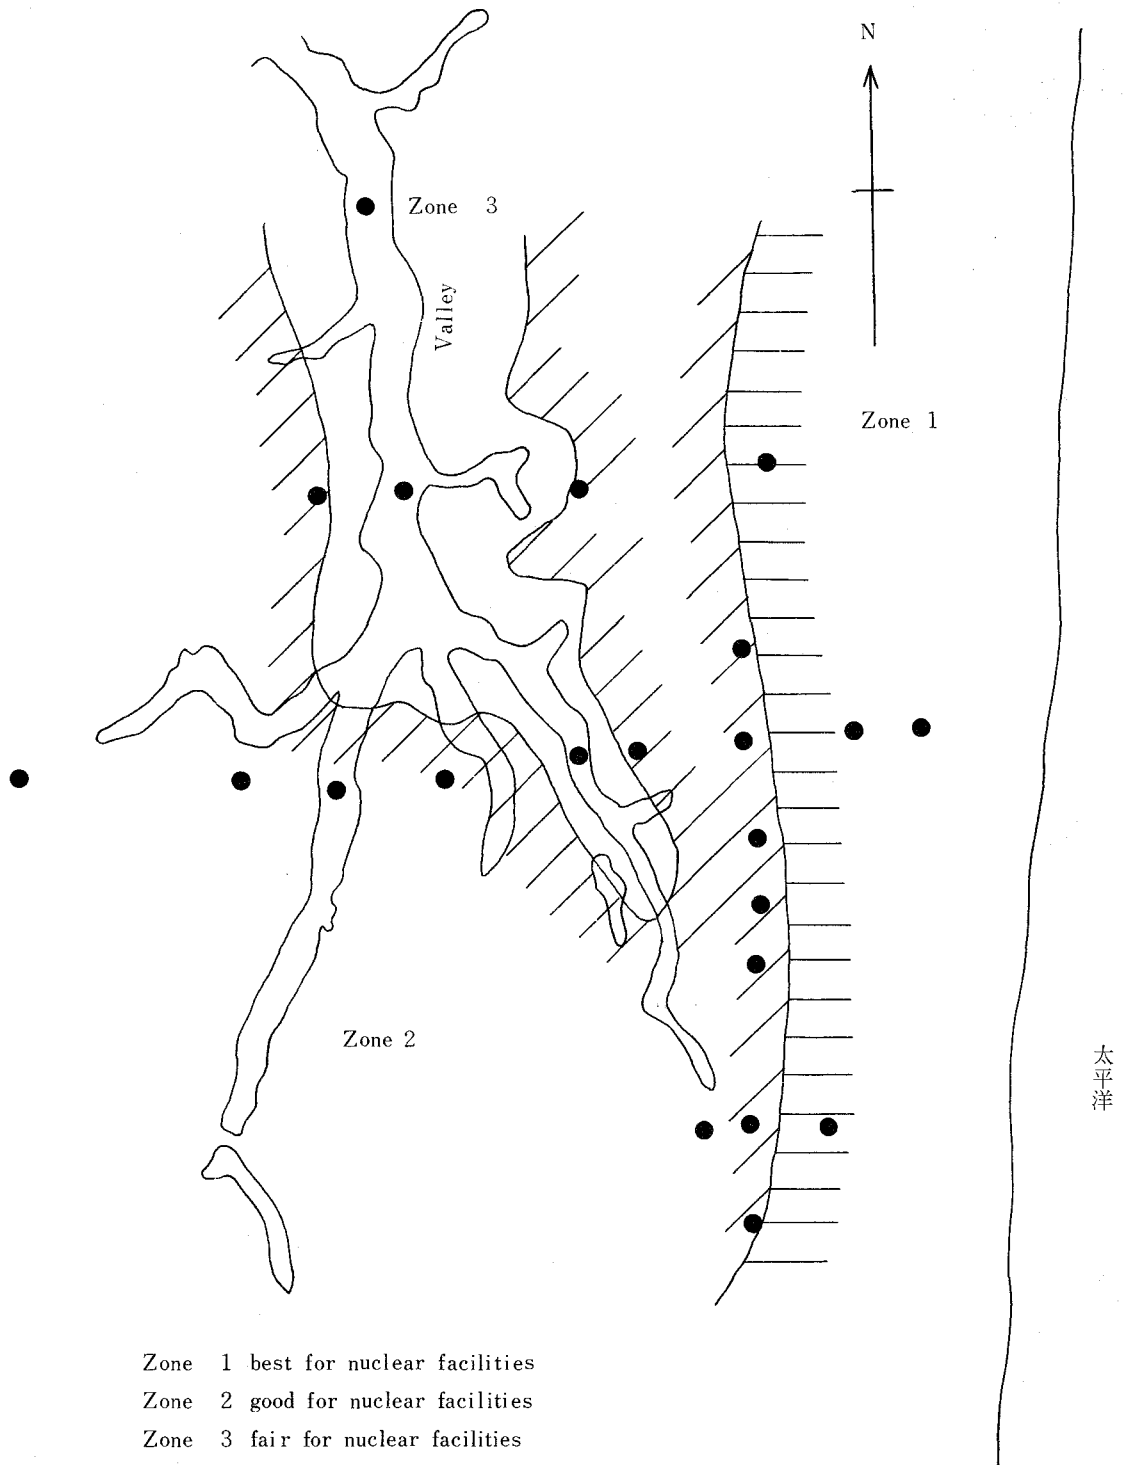 N
Zone 3
Valley
Zone 1
Zone 2
太平洋
Zone 1 best for nuclear facilities
Zone 2 good for nuclear facilities
Zone 3 fair for nuclear facilities